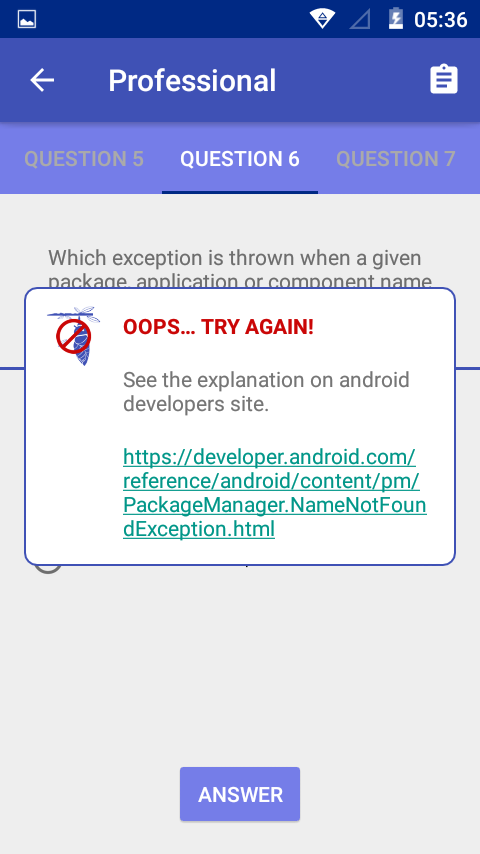 05:36
Professional
QUESTION 5 QUESTION 6 QUESTION 7
Which exception is thrown when a given
package, application or component name
OOPS... TRY AGAIN!
See the explanation on android
developers site.
https://developer.android.com/
reference/android/content/pm/
PackageManager.NameNotFoun
dException.html
ANSWER